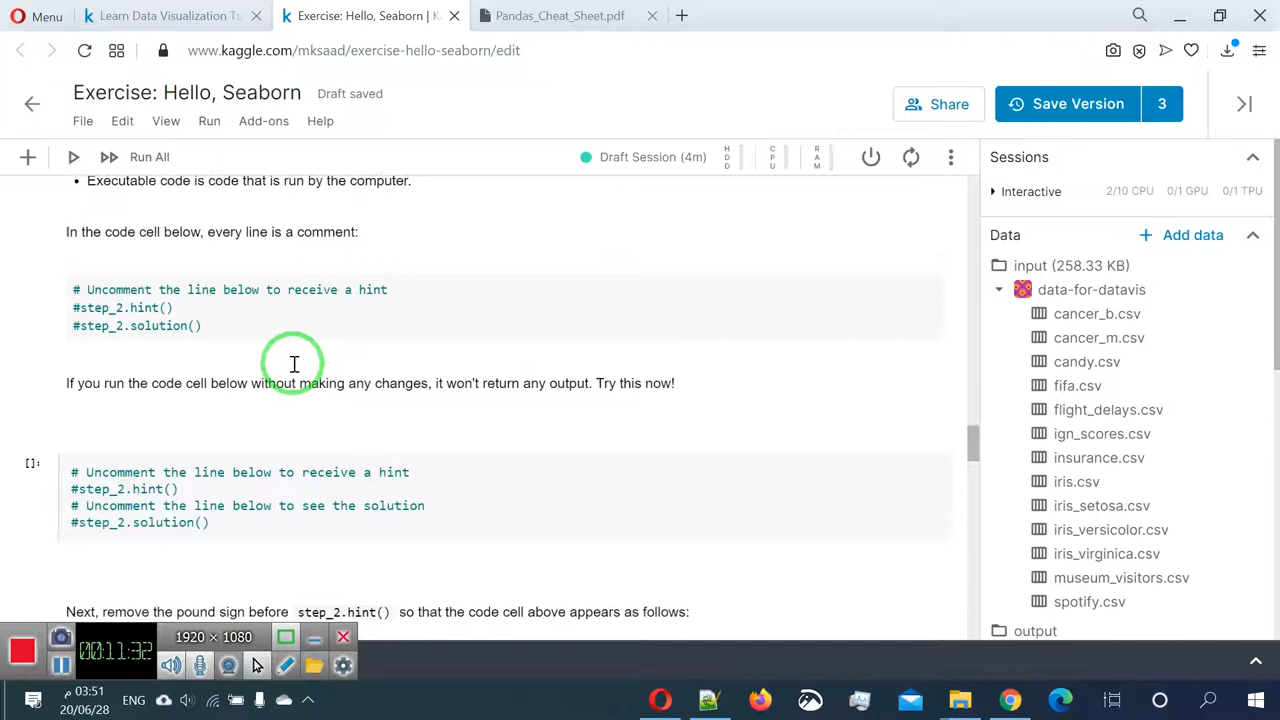 Menu
Learn Data Visualization Tu
Exercise: Hello, Seaborn | K
Pandas_Cheat_Sheet.pdf
www.kaggle.com/mksaad/exercise-hello-seaborn/edit
Exercise: Hello, Seaborn
Draft saved
File Edit View Run Add-ons Help
Share
Save Version 3
Run All
Draft Session (4m)
HDD
CPU
RAM
Sessions
Interactive 2/10 CPU 0/1 GPU 0/1 TPU
Data
+ Add data
input (258.33 KB)
data-for-datavis
cancer_b.csv
cancer_m.csv
candy.csv
fifa.csv
flight_delays.csv
ign_scores.csv
insurance.csv
iris.csv
iris_setosa.csv
iris_versicolor.csv
iris_virginica.csv
museum_visitors.csv
spotify.csv
output
• Executable code is code that is run by the computer.
In the code cell below, every line is a comment:
# Uncomment the line below to receive a hint
#step_2.hint()
#step_2.solution()
If you run the code cell below without making any changes, it won't return any output. Try this now!
[]:
# Uncomment the line below to receive a hint
#step_2.hint()
# Uncomment the line below to see the solution
#step_2.solution()
Next, remove the pound sign before step_2.hint() so that the code cell above appears as follows:
1920 × 1080
00:11:32
03:51 م
20/06/28
ENG